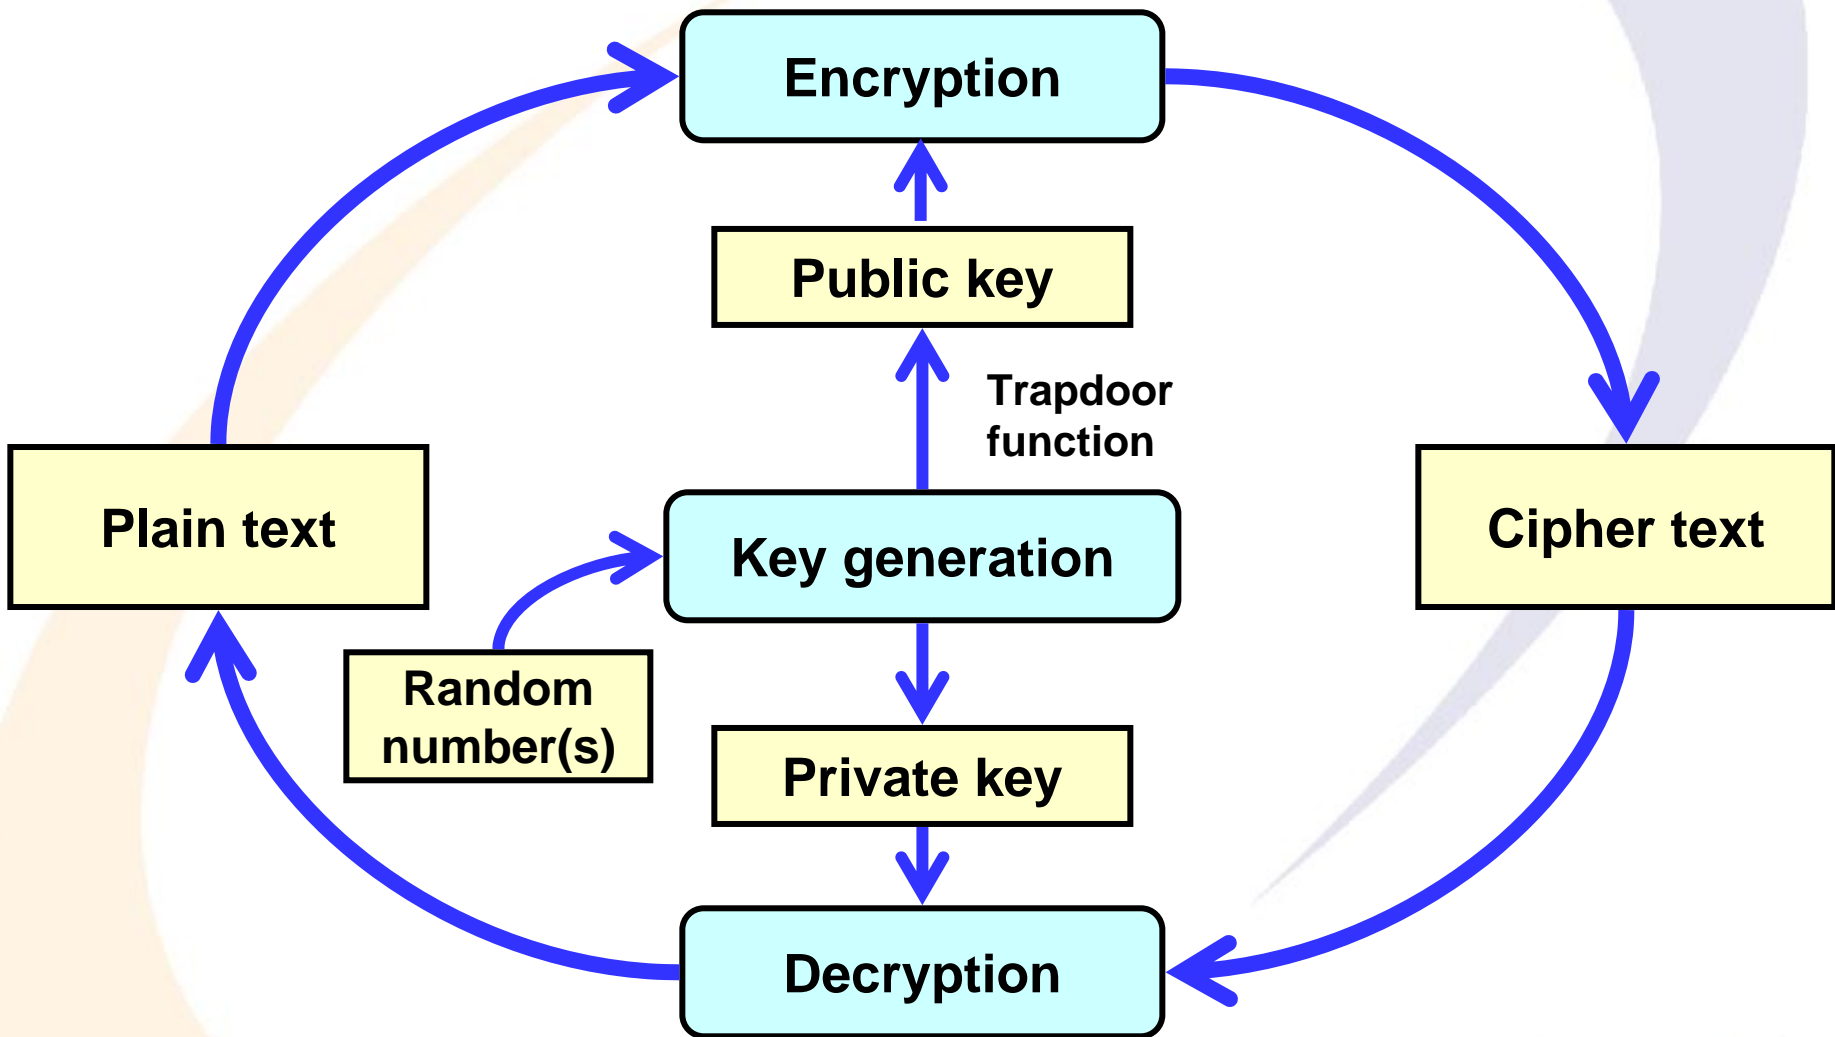 Encryption
Public key
Trapdoor
function
Plain text
Key generation
Cipher text
Random
number(s)
Private key
Decryption